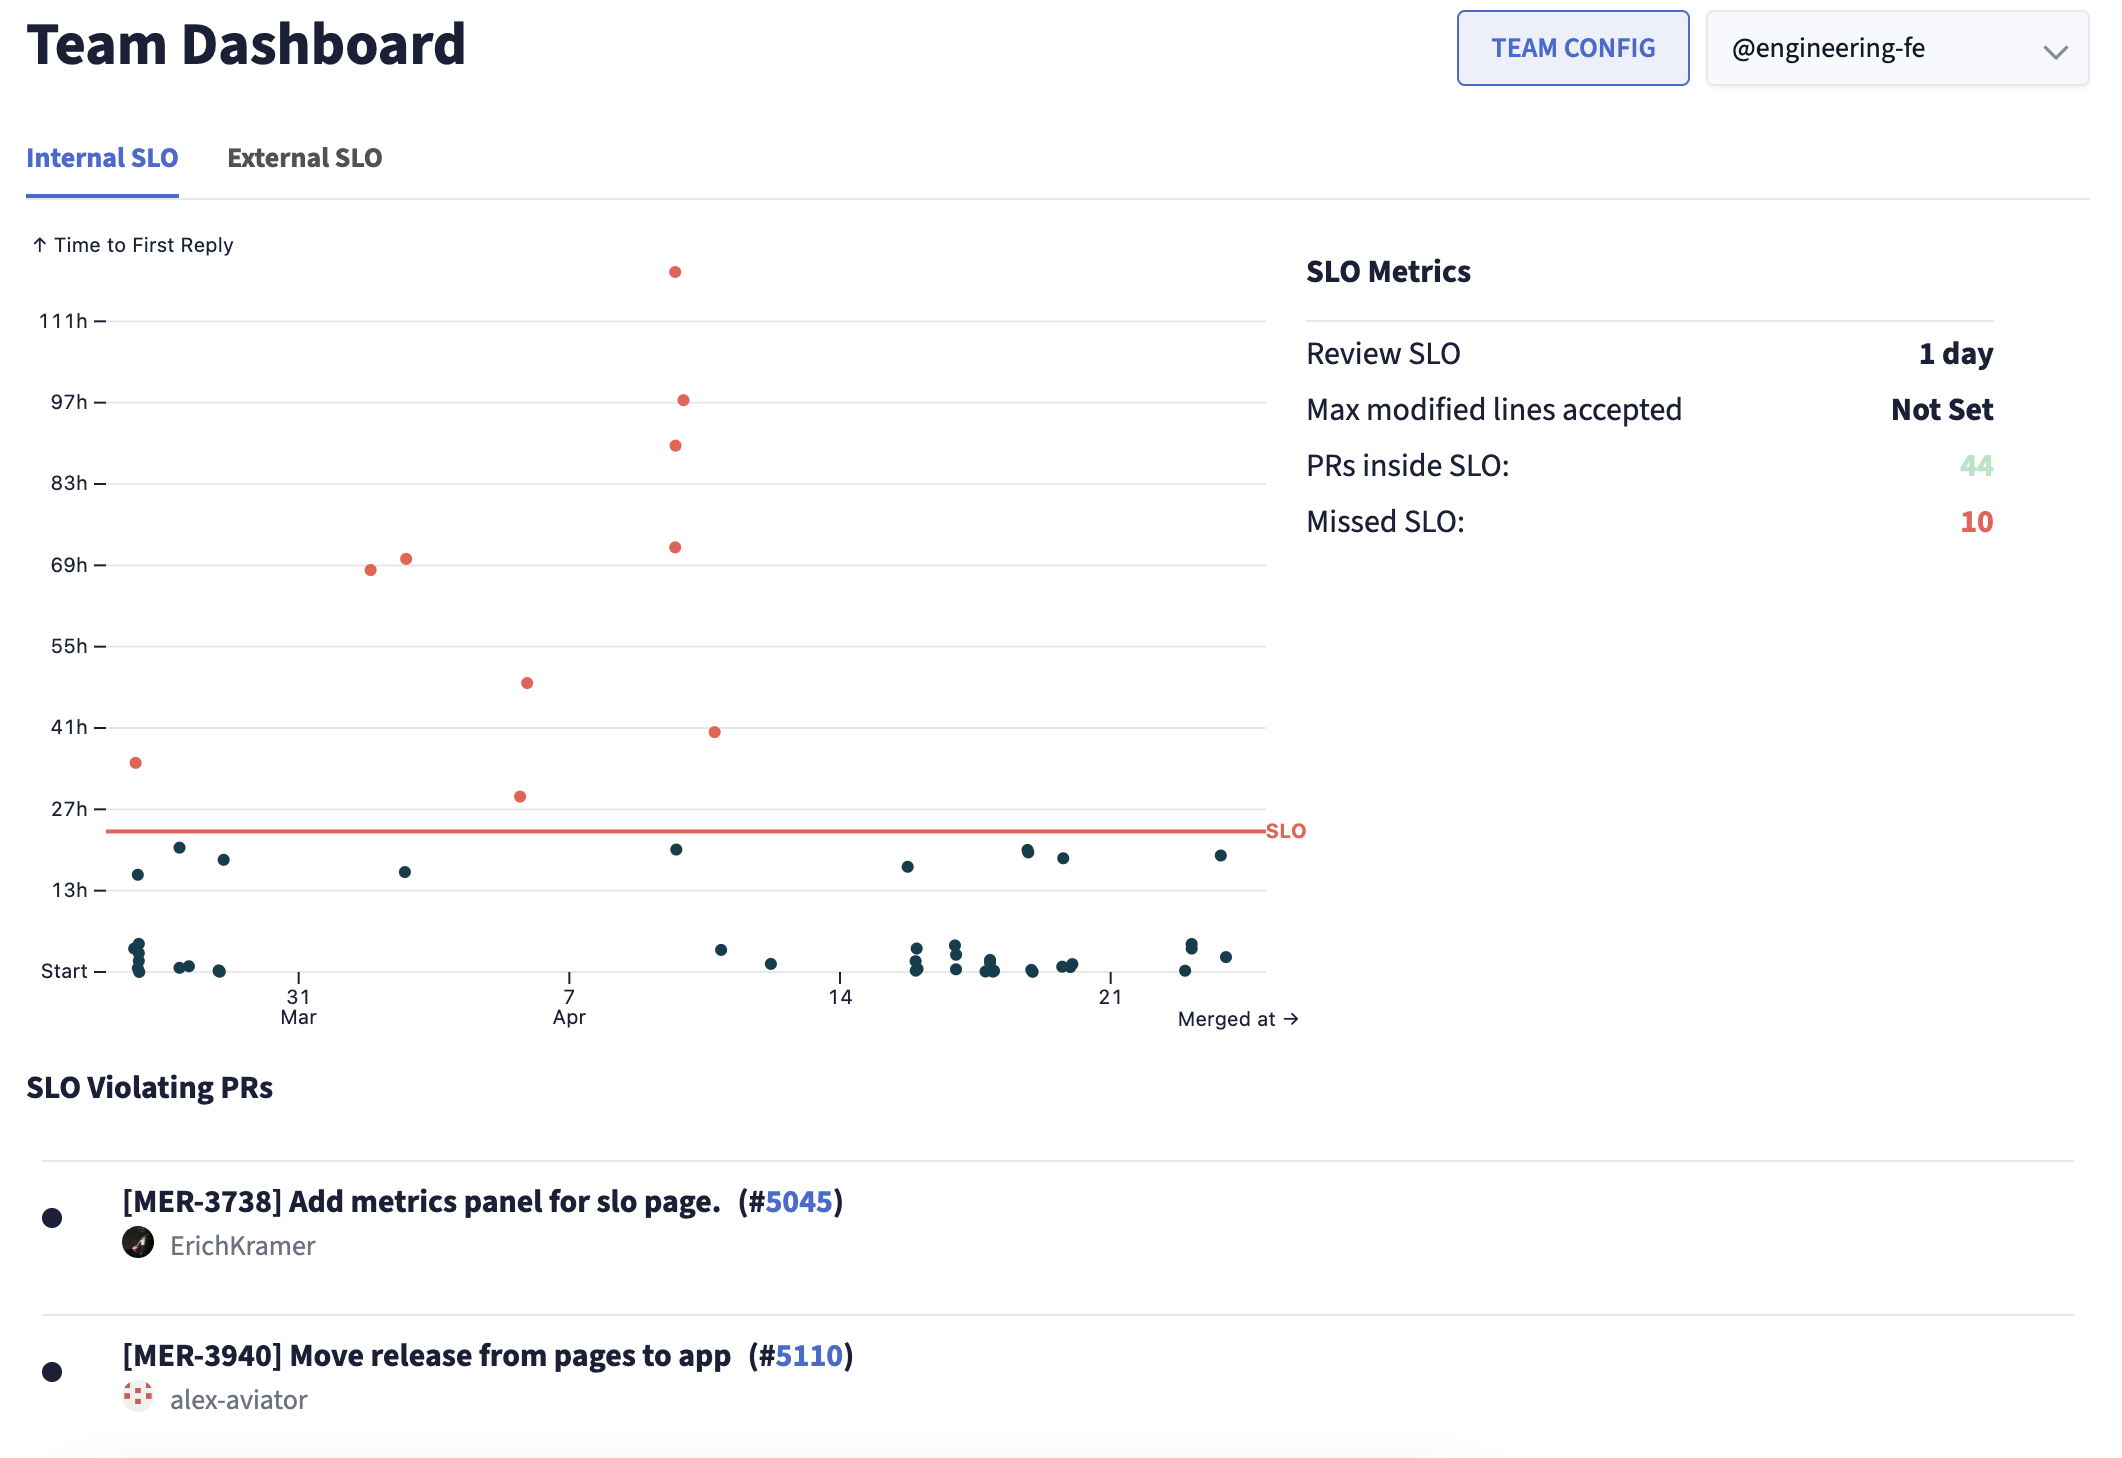 Team Dashboard
TEAM CONFIG
@engineering-fe
Internal SLO
External SLO
↑ Time to First Reply
111h
97h
83h
69h
55h
41h
27h
13h
Start
SLO
31
Mar
7
Apr
14
21
Merged at →
SLO Metrics
Review SLO 1 day
Max modified lines accepted Not Set
PRs inside SLO: 44
Missed SLO: 10
SLO Violating PRs
[MER-3738] Add metrics panel for slo page. (#5045)
ErichKramer
[MER-3940] Move release from pages to app (#5110)
alex-aviator